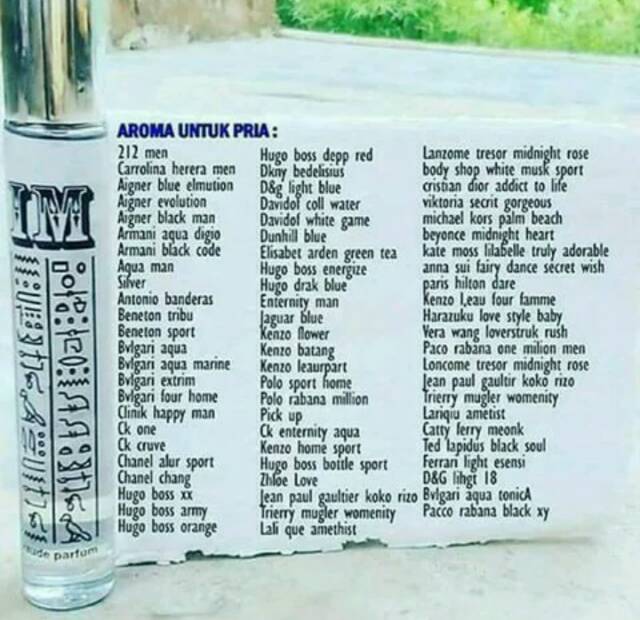 AROMA UNTUK PRIA :
212 men
Carrolina herera men
Aigner blue elmution
Aigner evolution
Aigner black man
Armani aqua digio
Armani black code
Aqua man
Silver
Antonio banderas
Beneton tribu
Beneton sport
Bvlgari aqua
Bvlgari aqua marine
Bvlgari extrim
Bvlgari four home
Clinik happy man
Ck one
Ck cruve
Chanel alur sport
Chanel chang
Hugo boss xx
Hugo boss army
Hugo boss orange
Hugo boss depp red
Dkny bedelisius
D&g light blue
Davidof coll water
Davidof white game
Dunhill blue
Elisabet arden green tea
Hugo boss energize
Hugo drak blue
Enternity man
Jaguar blue
Kenzo flower
Kenzo batang
Kenzo leaurpart
Polo sport home
Polo rabana million
Pick up
Ck enternity aqua
Kenzo home sport
Hugo boss bottle sport
Zhloe Love
Jean paul gaultier koko rizo
Trierry mugler womenity
Lali que amethist
Lanzome tresor midnight rose
body shop white musk sport
cristian dior addict to life
viktoria secrit gorgeous
michael kors palm beach
beyonce midnight heart
kate moss lilabelle truly adorable
anna sui fairy dance secret wish
paris hilton dare
Kenzo l,eau four famme
Harazuku love style baby
Vera wang loverstruk rush
Paco rabana one milion men
Loncome tresor midnight rose
Jean paul gaultir koko rizo
Trierry mugler womenity
Lariqiu ametist
Catty ferry meonk
Ted lapidus black soul
Ferrari light esensi
D&G lihgt 18
Bvlgari aqua tonicA
Pacco rabana black xy
IM
eaude parfum